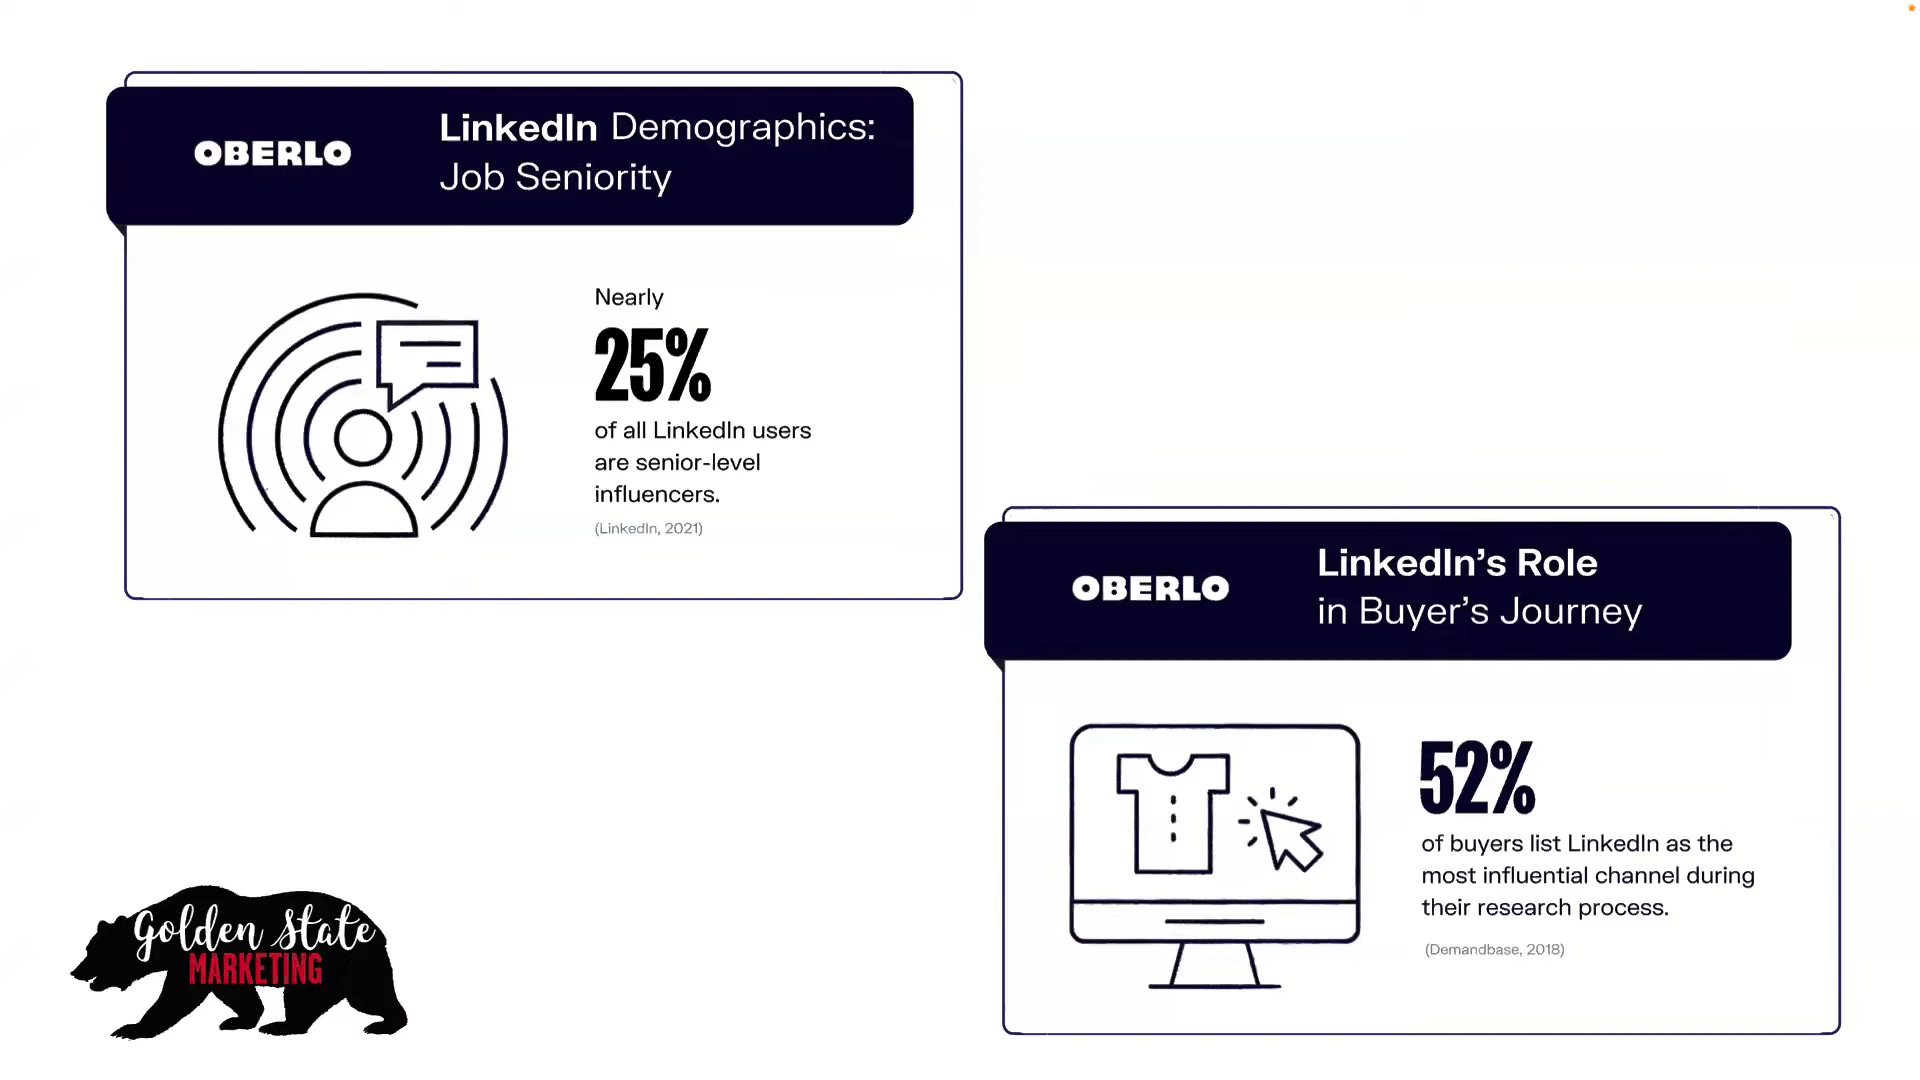 OBERLO
LinkedIn Demographics:
Job Seniority
Nearly
25%
of all LinkedIn users
are senior-level
influencers.
(LinkedIn, 2021)
OBERLO
LinkedIn’s Role
in Buyer’s Journey
52%
of buyers list LinkedIn as the
most influential channel during
their research process.
(Demandbase, 2018)
Golden State
MARKETING